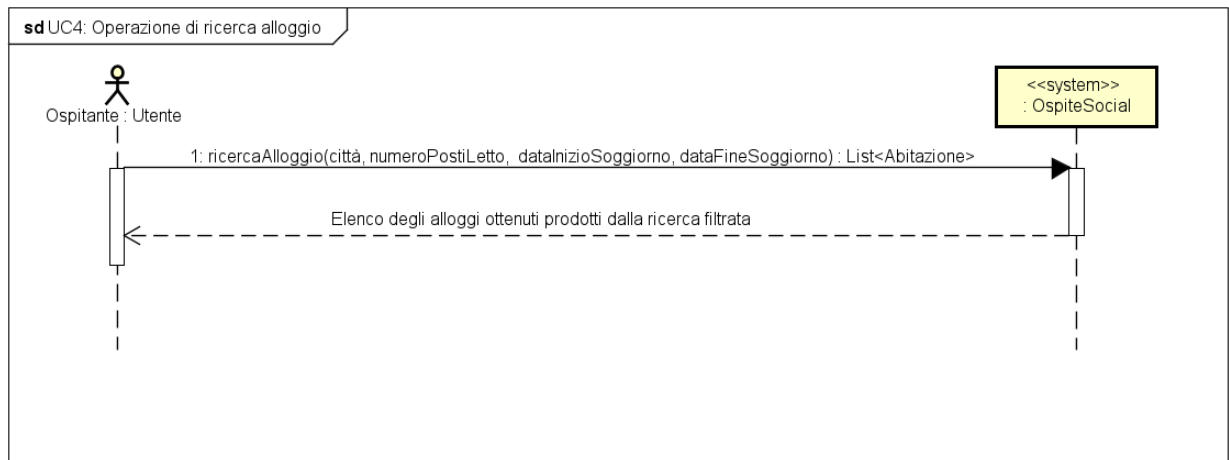 sd UC4: Operazione di ricerca alloggio
Ospitante : Utente
<<system>>
: OspiteSocial
1: ricercaAlloggio(città, numeroPostiLetto, dataInizioSoggiorno, dataFineSoggiorno) : List<Abitazione>
Elenco degli alloggi ottenuti prodotti dalla ricerca filtrata